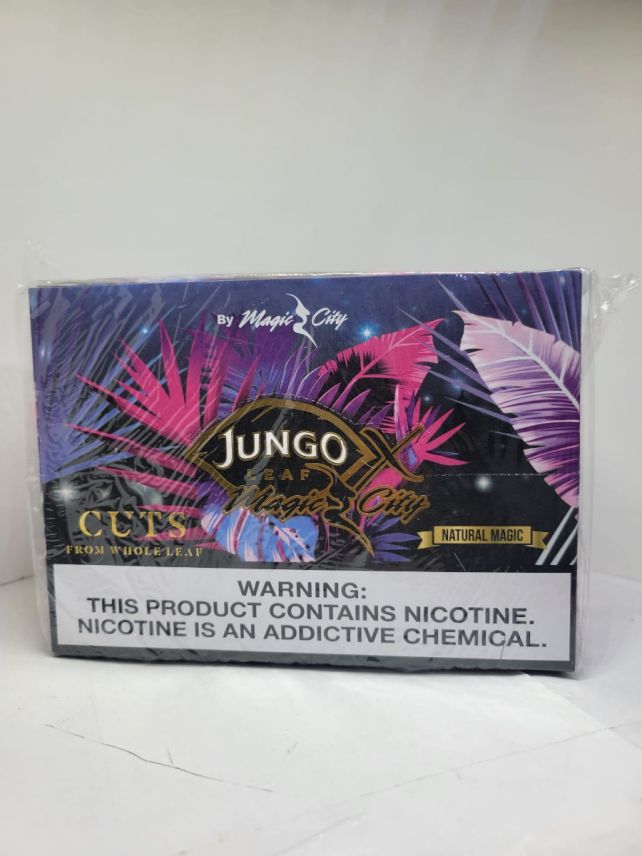 By Magic City
JUNGO X
LEAF
Magic City
CUTS
FROM WHOLE LEAF
NATURAL MAGIC
WARNING:
THIS PRODUCT CONTAINS NICOTINE.
NICOTINE IS AN ADDICTIVE CHEMICAL.